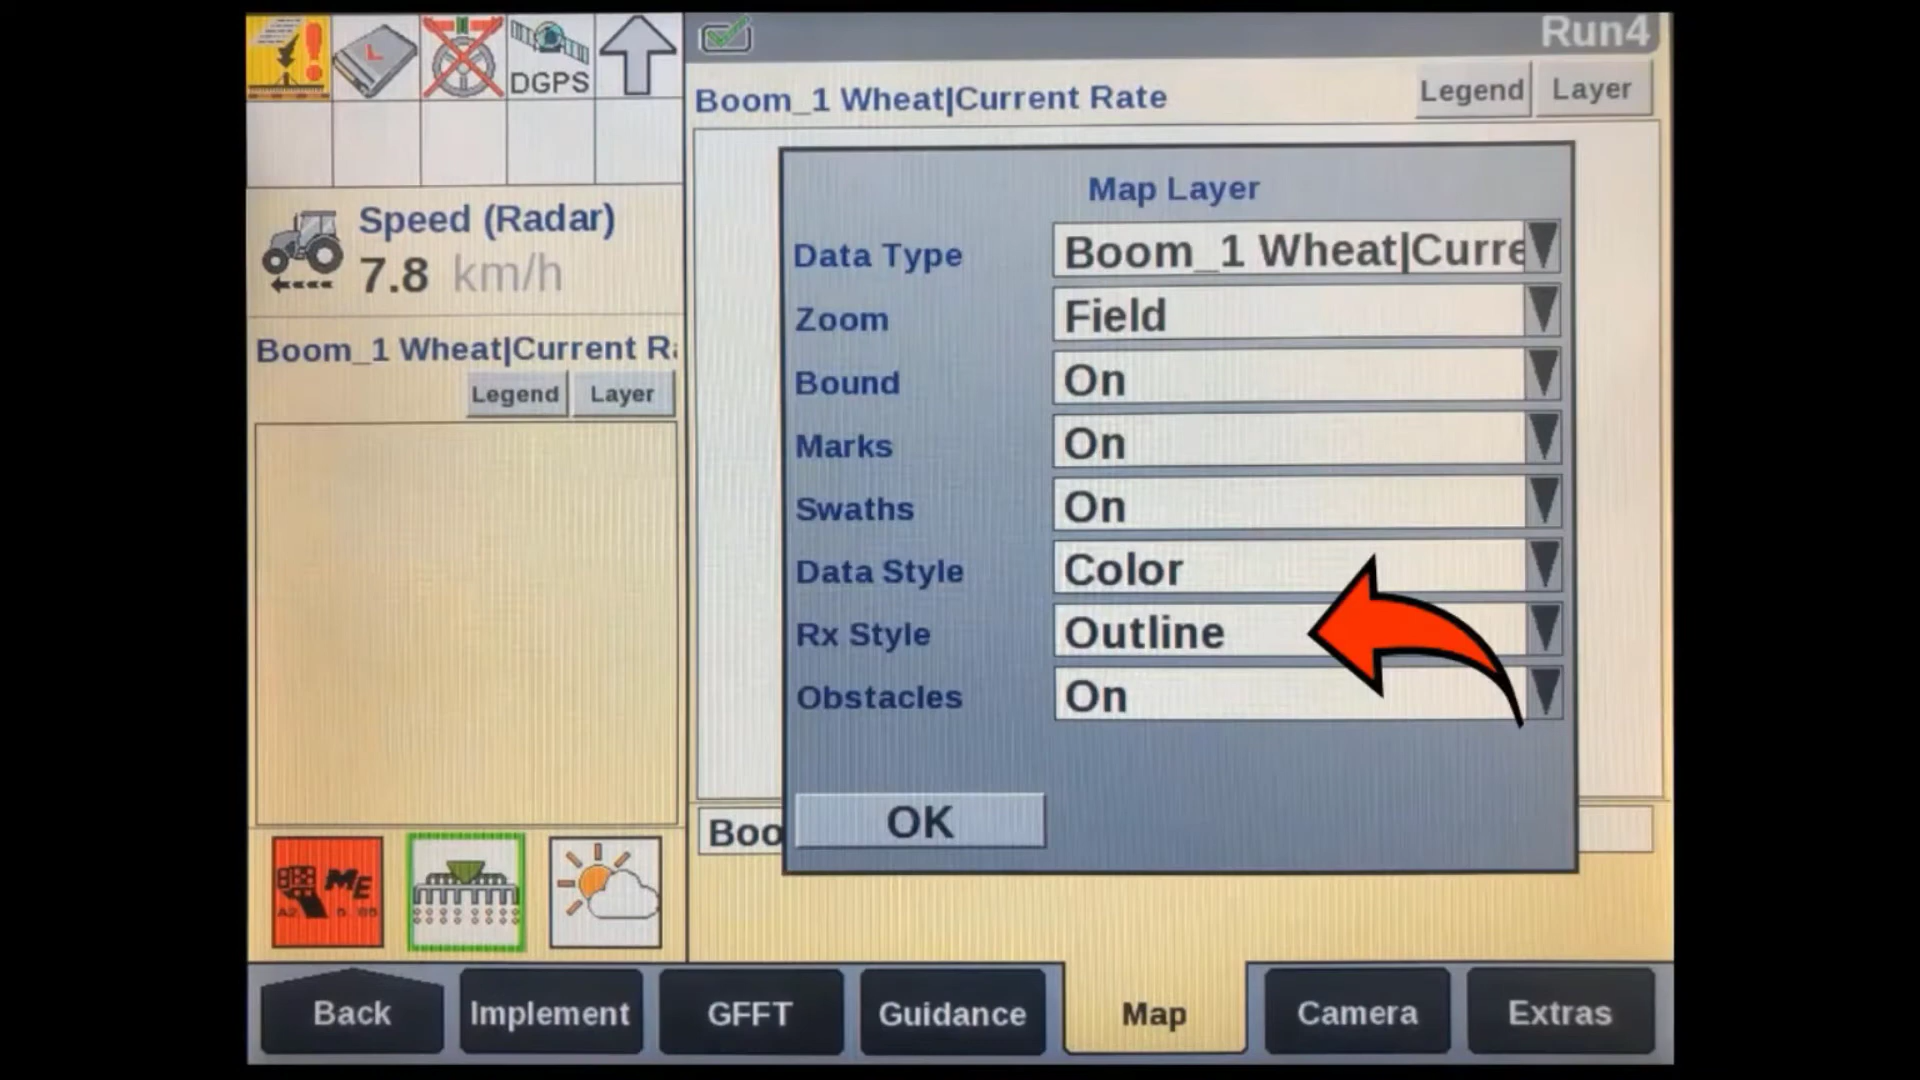 Run4
DGPS
Boom_1 Wheat|Current Rate
Legend
Layer
Speed (Radar)
7.8 km/h
Boom_1 Wheat|Current R
Legend
Layer
Map Layer
Data Type
Boom_1 Wheat|Curre
Zoom
Field
Bound
On
Marks
On
Swaths
On
Data Style
Color
Rx Style
Outline
Obstacles
On
OK
Boo
ME
Back
Implement
GFFT
Guidance
Map
Camera
Extras